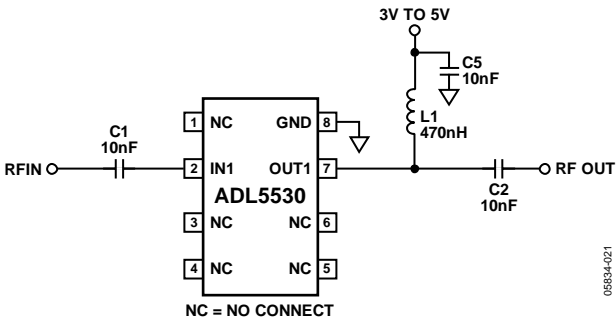 3V TO 5V
C5
10nF
L1
470nH
C1
10nF
1 NC GND 8
RFIN 2 IN1 OUT1 7 RF OUT
ADL5530
C2
10nF
3 NC NC 6
4 NC NC 5
NC = NO CONNECT
05834-021